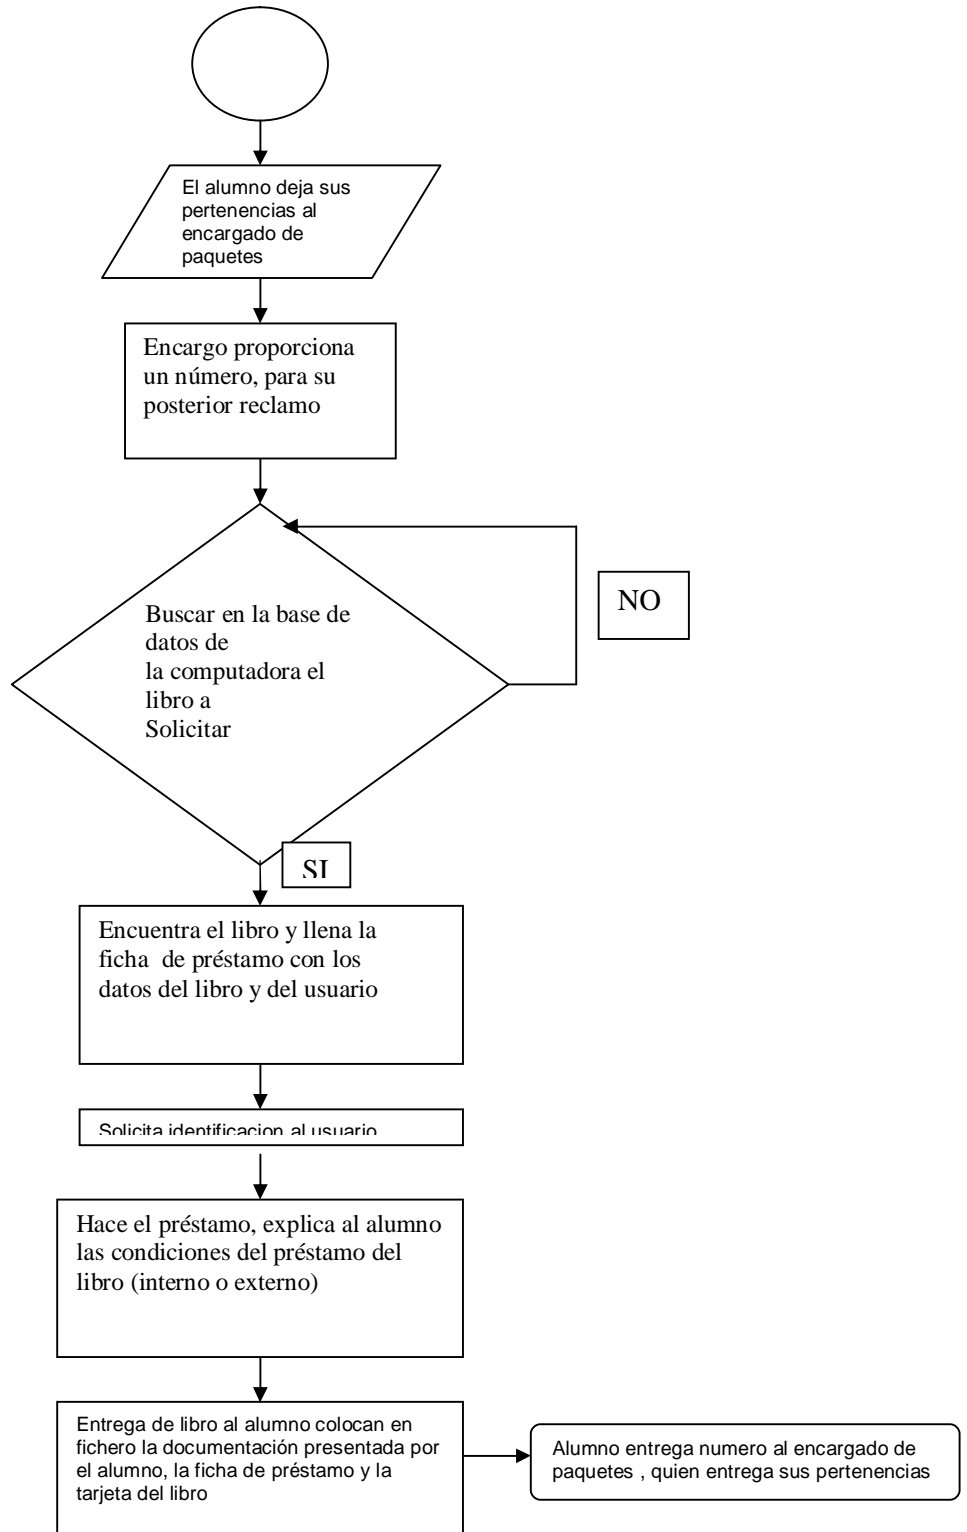 El alumno deja sus
pertenencias al
encargado de
paquetes
Encargo proporciona
un número, para su
posterior reclamo
NO
Buscar en la base de
datos de
la computadora el
libro a
Solicitar
SI
Encuentra el libro y llena la
ficha de préstamo con los
datos del libro y del usuario
Solicita identificacion al usuario
Hace el préstamo, explica al alumno
las condiciones del préstamo del
libro (interno o externo)
Entrega de libro al alumno colocan en
fichero la documentación presentada por
el alumno, la ficha de préstamo y la
tarjeta del libro
Alumno entrega numero al encargado de
paquetes , quien entrega sus pertenencias